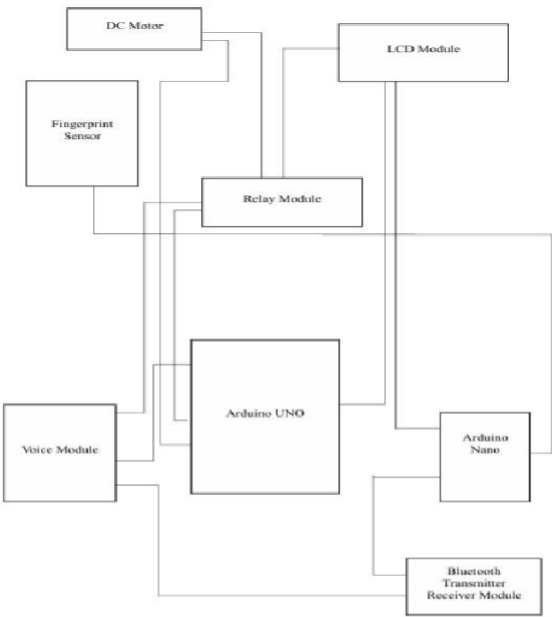 DC Motor
LCD Module
Fingerprint
Sensor
Relay Module
Arduino UNO
Voice Module
Arduino
Nano
Bluetooth
Transmitter
Receiver Module